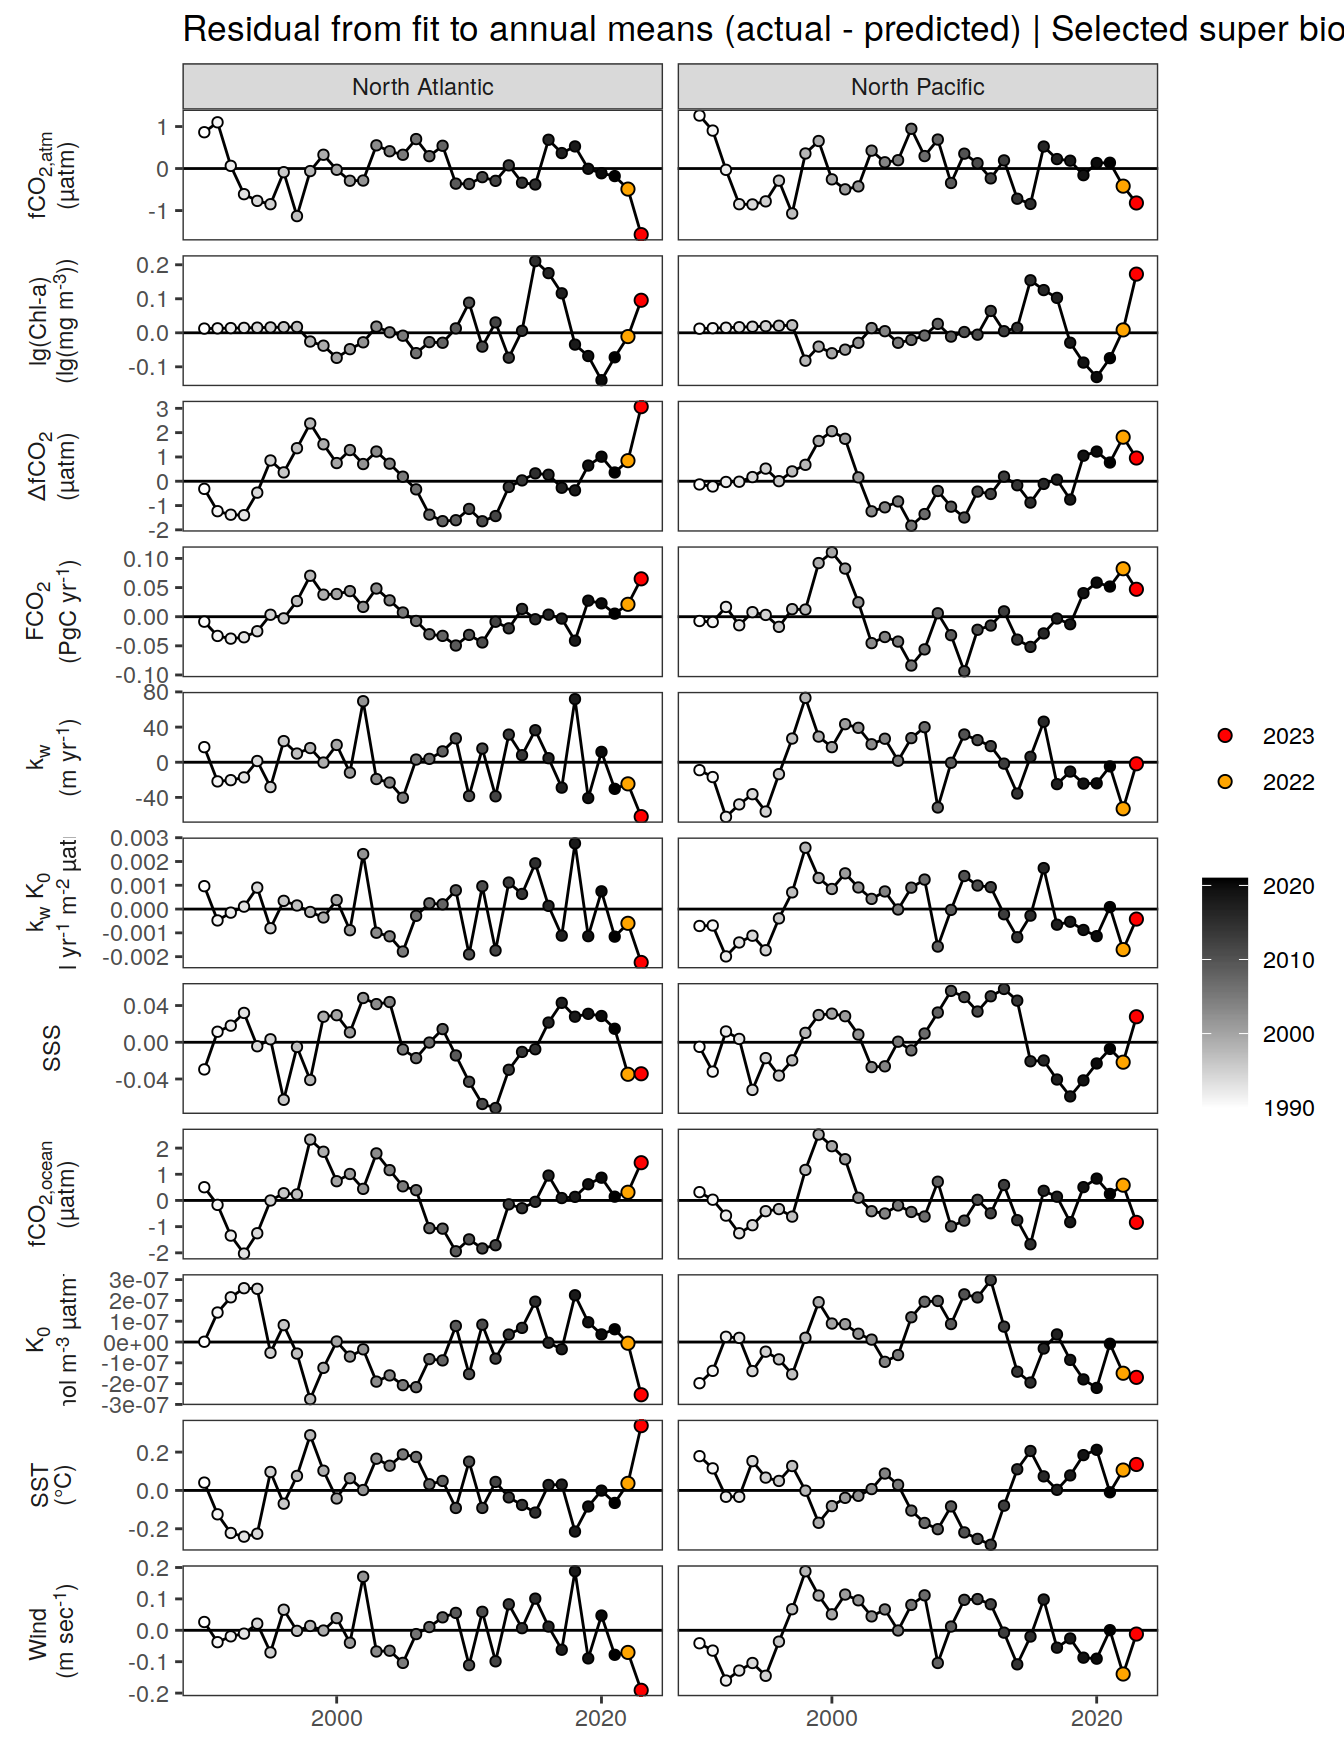 Residual from fit to annual means (actual - predicted) | Selected super bio
North Atlantic
North Pacific
fCO2,atm
(µatm)
1
0
-1
lg(Chl-a)
(lg(mg m-3))
0.2
0.1
0.0
-0.1
ΔfCO2
(µatm)
3
2
1
0
-1
-2
FCO2
(PgC yr-1)
0.10
0.05
0.00
-0.05
-0.10
kw
(m yr-1)
80
40
0
-40
kw K0
l yr-1 m-2 µat
0.003
0.002
0.001
0.000
-0.001
-0.002
SSS
0.04
0.00
-0.04
fCO2,ocean
(µatm)
2
1
0
-1
-2
K0
nol m-3 µatm-
3e-07
2e-07
1e-07
0e+00
-1e-07
-2e-07
-3e-07
SST
(°C)
0.2
0.0
-0.2
Wind
(m sec-1)
0.2
0.1
0.0
-0.1
-0.2
2000
2020
2000
2020
2023
2022
2020
2010
2000
1990